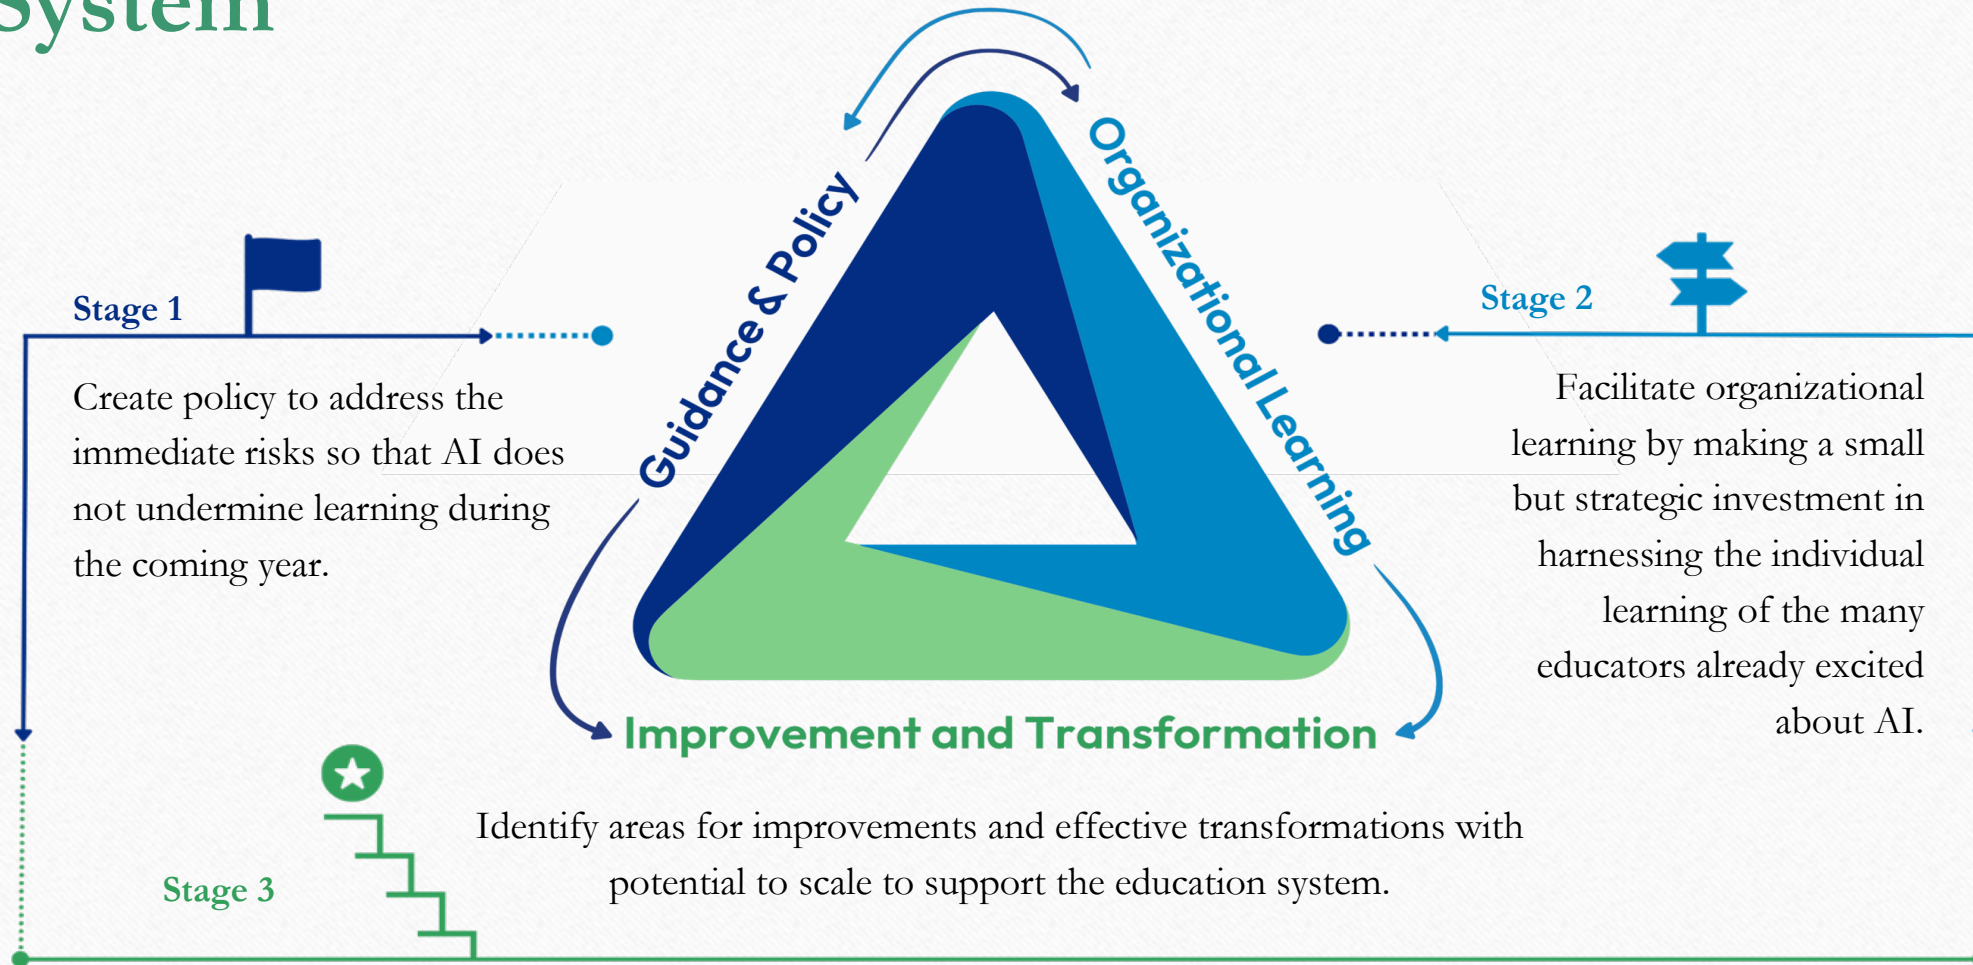 System
Guidance & Policy
Organizational Learning
Stage 1
Create policy to address the
immediate risks so that AI does
not undermine learning during
the coming year.
Stage 2
Facilitate organizational
learning by making a small
but strategic investment in
harnessing the individual
learning of the many
educators already excited
about AI.
Improvement and Transformation
Stage 3
Identify areas for improvements and effective transformations with
potential to scale to support the education system.